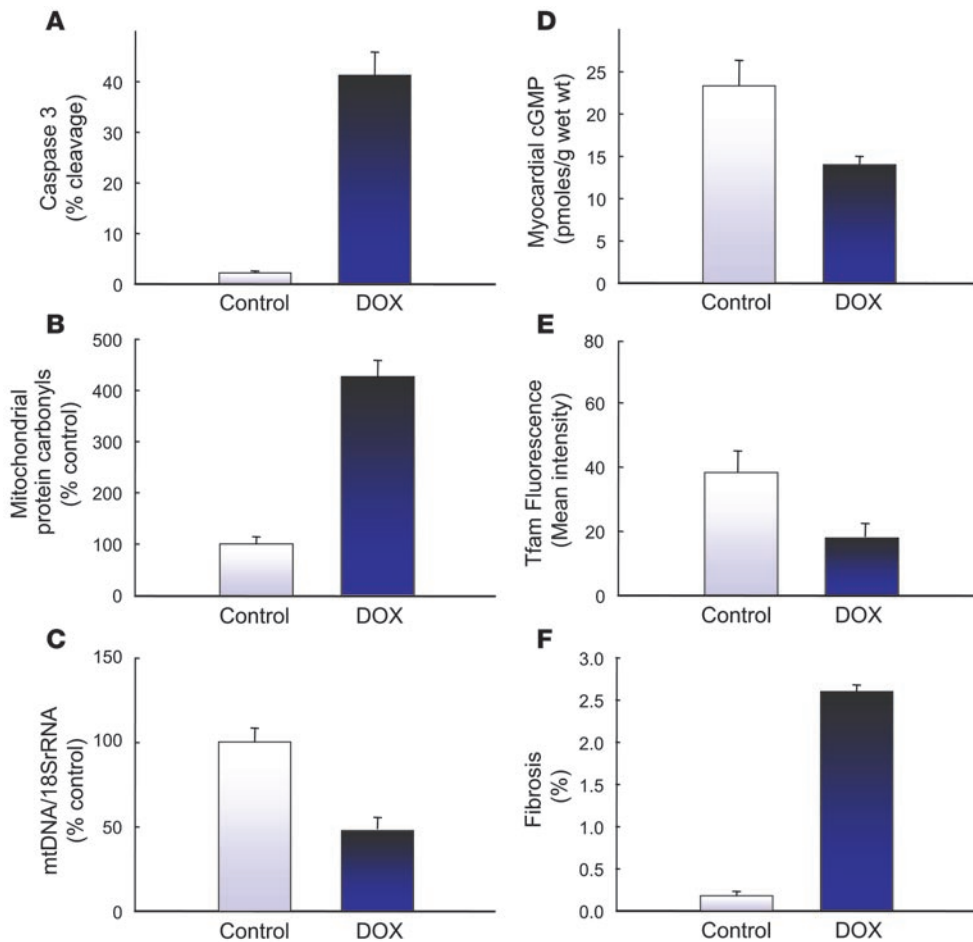 A
Caspase 3
(% cleavage)
40
30
20
10
0
Control DOX
B
Mitochondrial
protein carbonyls
(% control)
500
400
300
200
100
0
Control DOX
C
mtDNA/18SrRNA
(% control)
150
100
50
0
Control DOX
D
Myocardial cGMP
(pmoles/g wet wt)
25
20
15
10
5
0
Control DOX
E
Tfam Fluorescence
(Mean intensity)
80
60
40
20
0
Control DOX
F
Fibrosis
(%)
3.0
2.5
2.0
1.5
1.0
0.5
0.0
Control DOX